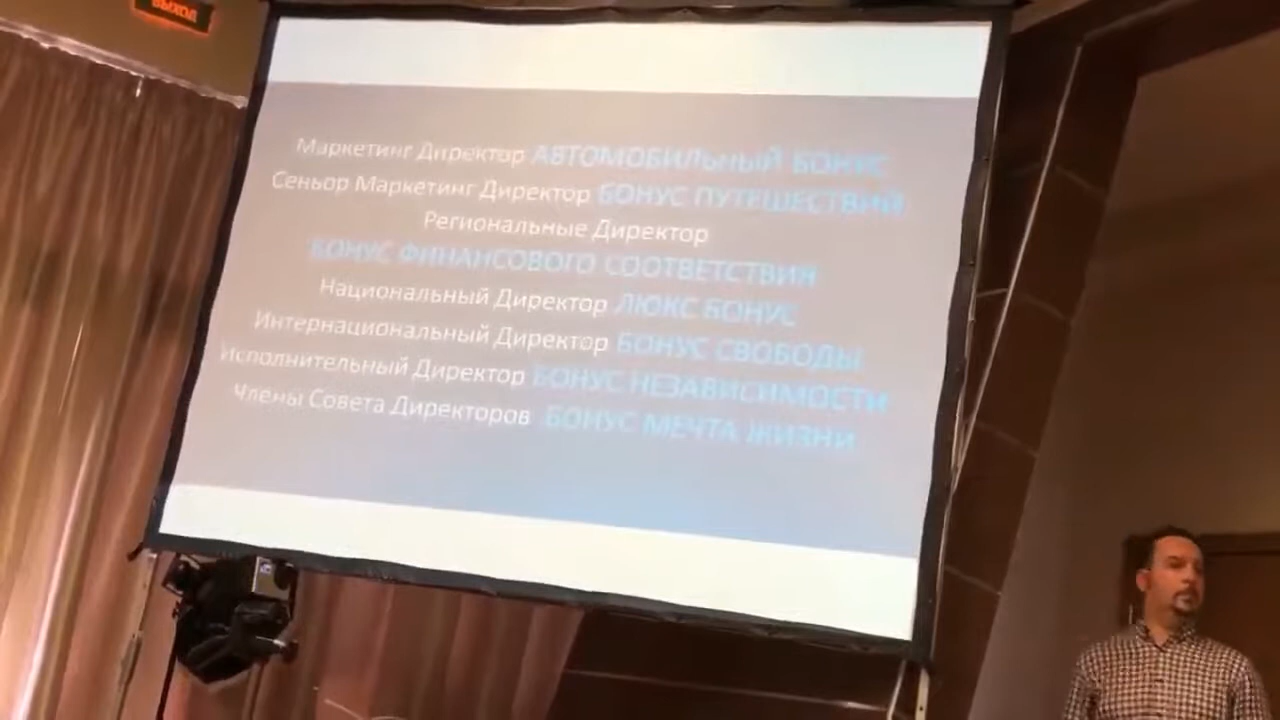 ВЫХОД
Маркетинг Директор АВТОМОБИЛЬНЫЙ БОНУС
Сеньор Маркетинг Директор БОНУС ПУТЕШЕСТВИЙ
Региональные Директор
БОНУС ФИНАНСОВОГО СООТВЕТСТВИЯ
Национальный Директор ЛЮКС БОНУС
Интернациональный Директор БОНУС СВОБОДЫ
Исполнительный Директор БОНУС НЕЗАВИСИМОСТИ
Члены Совета Директоров БОНУС МЕЧТА ЖИЗНИ